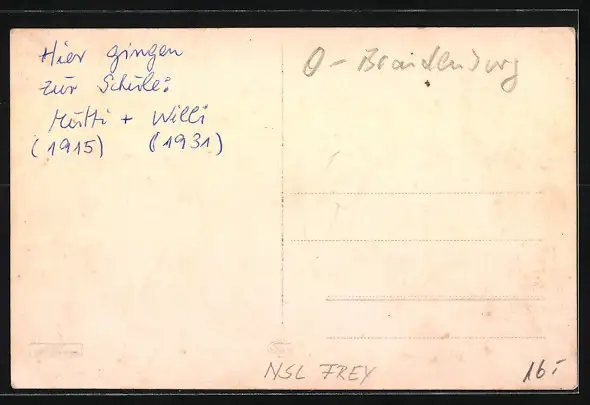 Hier gingen
zur Schule:
Mutti + Willi
(1915) (1931)
O-Brandenburg
NSL FREY
16.-